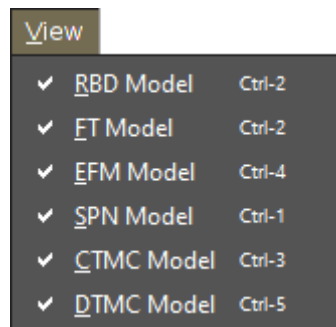 View
RBD Model Ctrl-2
FT Model Ctrl-2
EFM Model Ctrl-4
SPN Model Ctrl-1
CTMC Model Ctrl-3
DTMC Model Ctrl-5